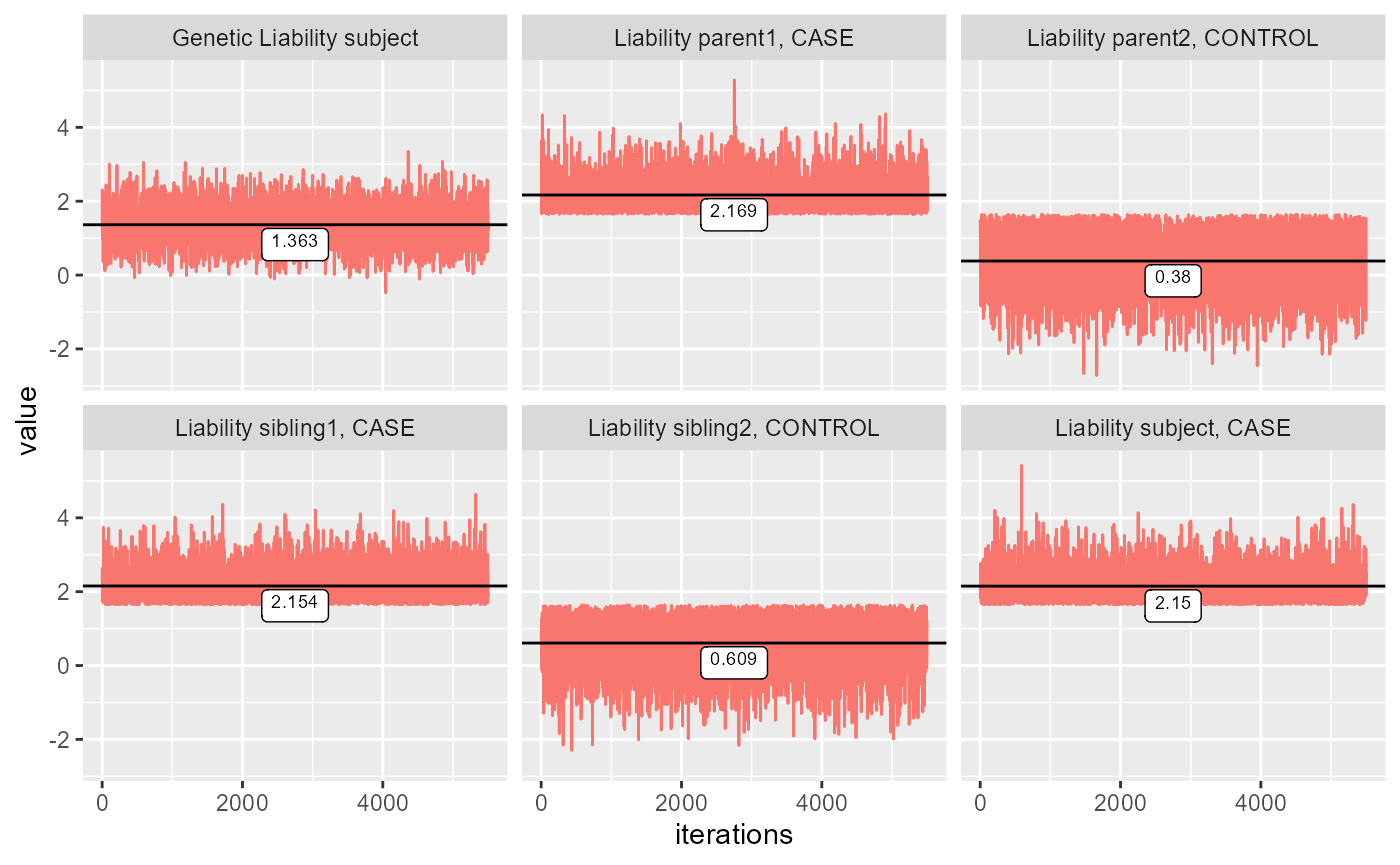 Genetic Liability subject
Liability parent1, CASE
Liability parent2, CONTROL
4
2
0
-2
1.363
2.169
0.38
value
Liability sibling1, CASE
Liability sibling2, CONTROL
Liability subject, CASE
4
2
0
-2
2.154
0.609
2.15
0 2000 4000
0 2000 4000
0 2000 4000
iterations